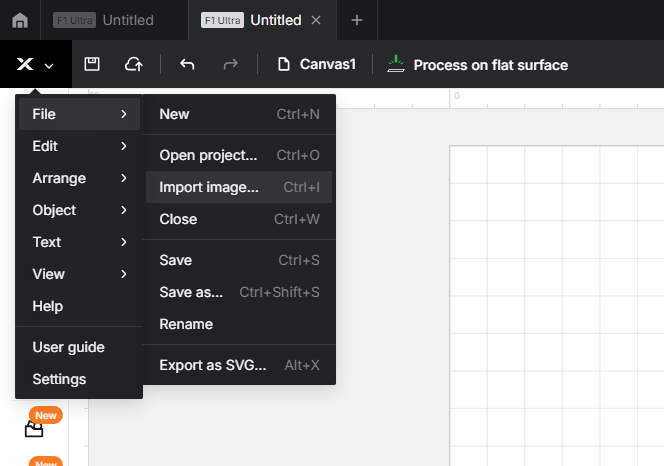 F1 Ultra Untitled F1 Ultra Untitled
Canvas1 Process on flat surface
0
File
Edit
Arrange
Object
Text
View
Help
User guide
Settings
New Ctrl+N
Open project... Ctrl+O
Import image... Ctrl+I
Close Ctrl+W
Save Ctrl+S
Save as... Ctrl+Shift+S
Rename
Export as SVG... Alt+X
New
New